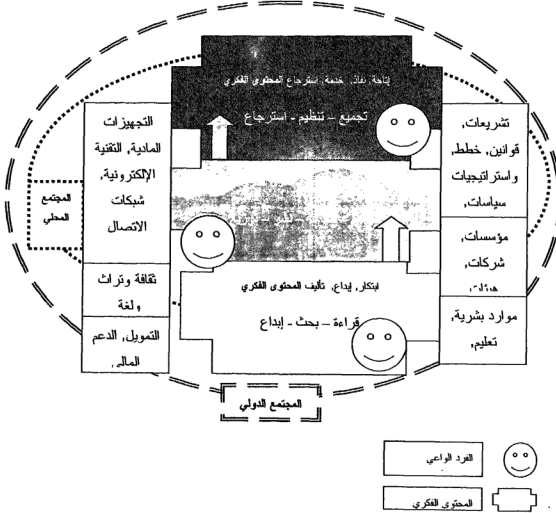 إتاحة, نفاذ, خدمة, استرجاع المحتوى الفكري
تجميع – تنظيم - استرجاع
تشريعات,
قوانين, خطط,
واستراتيجيات
سياسات,
مؤسسات,
شركات,
هيئات
موارد بشرية,
تعليم,
التجهيزات
المادية, التقنية
الإلكترونية,
شبكات
الاتصال
ثقافة وتراث
ولغة
التمويل, الدعم
المالي,
المجتمع
المحلي
ابتكار, إبداع, تأليف المحتوى الفكري
قراءة – بحث - إبداع
المجتمع الدولي
الفرد الواعي
المحتوى الفكري